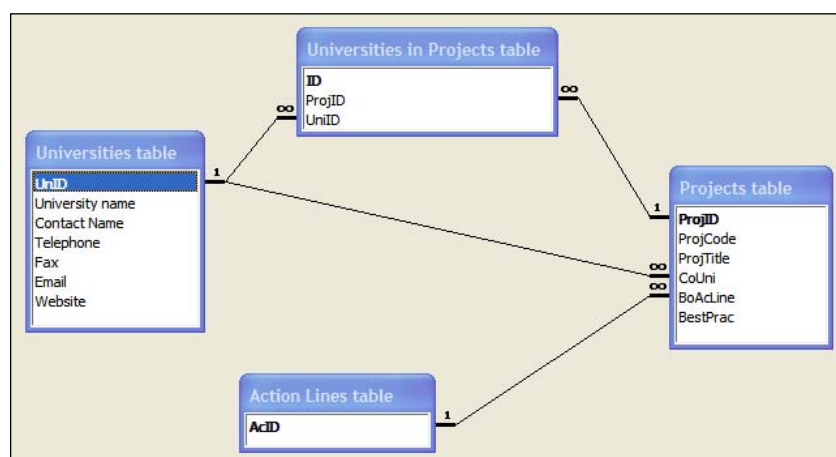 Universities in Projects table
ID
ProjID
UniID
∞
∞
Universities table
UnID
University name
Contact Name
Telephone
Fax
Email
Website
1
Projects table
ProjID
ProjCode
ProjTitle
CoUni
BoAcLine
BestPrac
1
∞
∞
Action Lines table
AcID
1